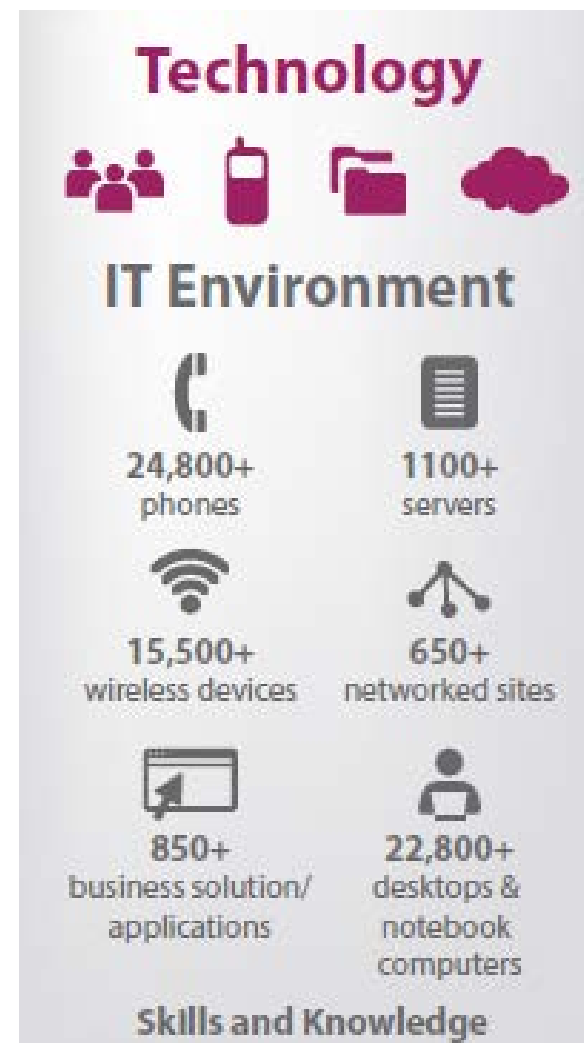 Technology
IT Environment
24,800+
phones
1100+
servers
15,500+
wireless devices
650+
networked sites
850+
business solution/
applications
22,800+
desktops &
notebook
computers
Skills and Knowledge